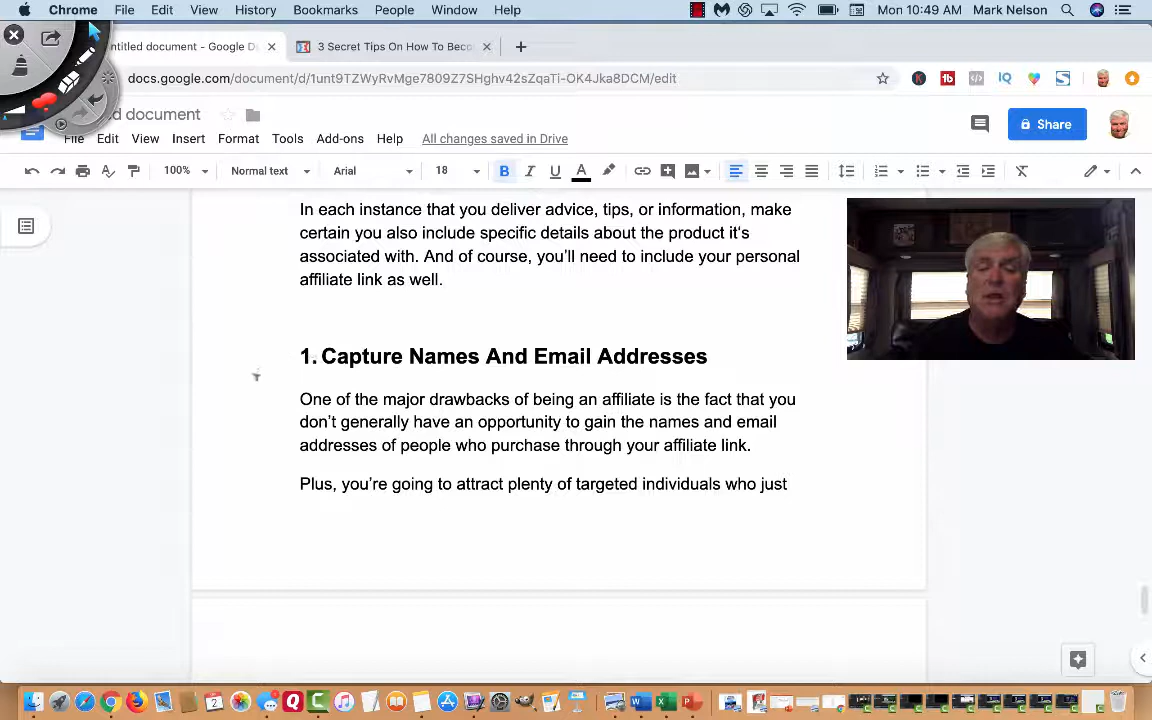 Chrome File Edit View History Bookmarks People Window Help Mon 10:49 AM Mark Nelson
ntitled document - Google D 3 Secret Tips On How To Beco
docs.google.com/document/d/1unt9TZWyRvMge7809Z7SHghv42sZqaTi-OK4Jka8DCM/edit
d document
File Edit View Insert Format Tools Add-ons Help All changes saved in Drive Share
100% Normal text Arial 18 B I U A
In each instance that you deliver advice, tips, or information, make
certain you also include specific details about the product it's
associated with. And of course, you'll need to include your personal
affiliate link as well.
1. Capture Names And Email Addresses
One of the major drawbacks of being an affiliate is the fact that you
don't generally have an opportunity to gain the names and email
addresses of people who purchase through your affiliate link.
Plus, you're going to attract plenty of targeted individuals who just